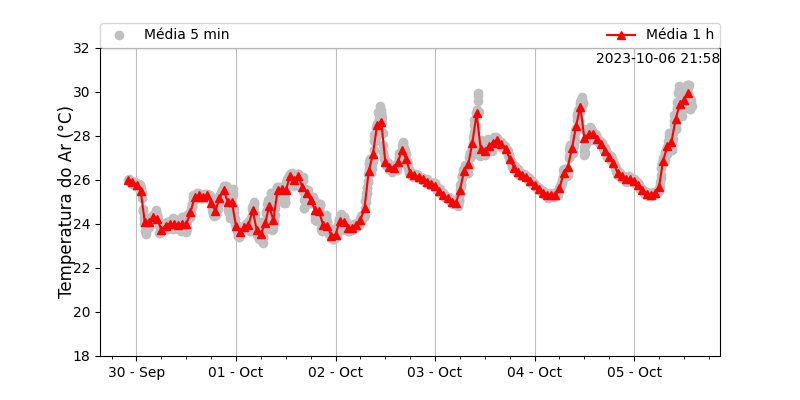 Média 5 min
Média 1 h
2023-10-06 21:58
Temperatura do Ar (°C)
32
30
28
26
24
22
20
18
30 - Sep
01 - Oct
02 - Oct
03 - Oct
04 - Oct
05 - Oct